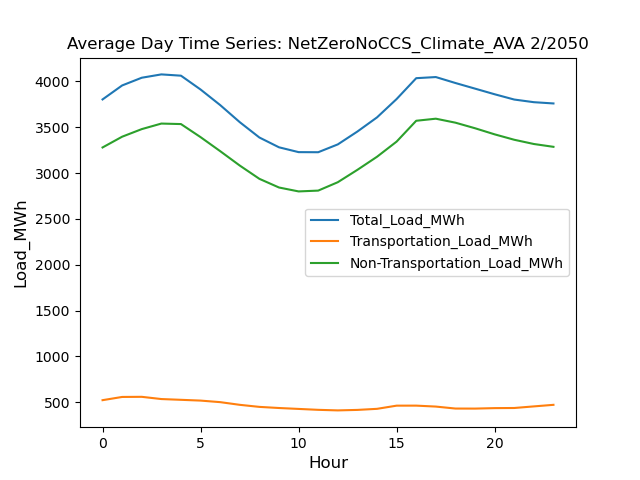 Average Day Time Series: NetZeroNoCCS_Climate_AVA 2/2050
Load_MWh
4000
3500
3000
2500
2000
1500
1000
500
Total_Load_MWh
Transportation_Load_MWh
Non-Transportation_Load_MWh
0 5 10 15 20
Hour